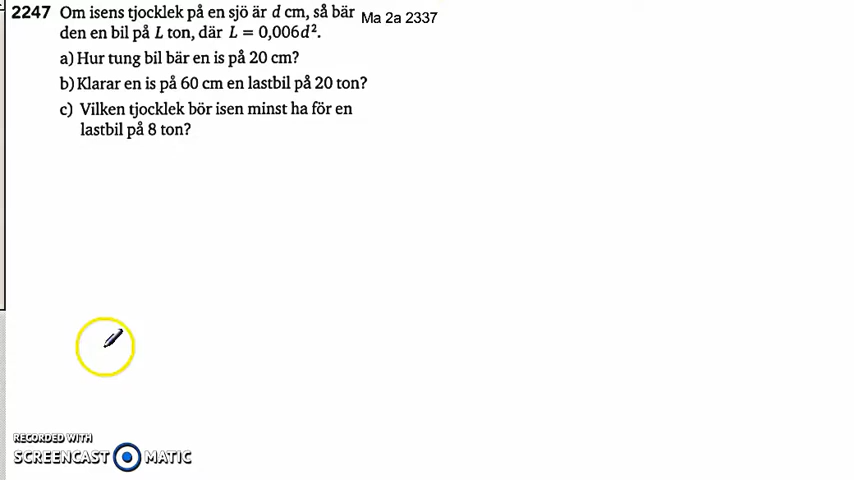 2247 Om isens tjocklek på en sjö är d cm, så bär Ma 2a 2337
den en bil på L ton, där L = 0,006d².
a) Hur tung bil bär en is på 20 cm?
b) Klarar en is på 60 cm en lastbil på 20 ton?
c) Vilken tjocklek bör isen minst ha för en
lastbil på 8 ton?
RECORDED WITH
SCREENCAST MATIC